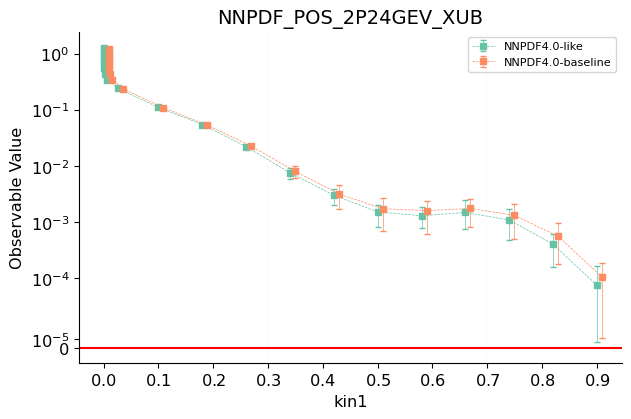 NNPDF_POS_2P24GEV_XUB
NNPDF4.0-like
NNPDF4.0-baseline
Observable Value
10⁰
10⁻¹
10⁻²
10⁻³
10⁻⁴
10⁻⁵
0
0.0 0.1 0.2 0.3 0.4 0.5 0.6 0.7 0.8 0.9
kin1